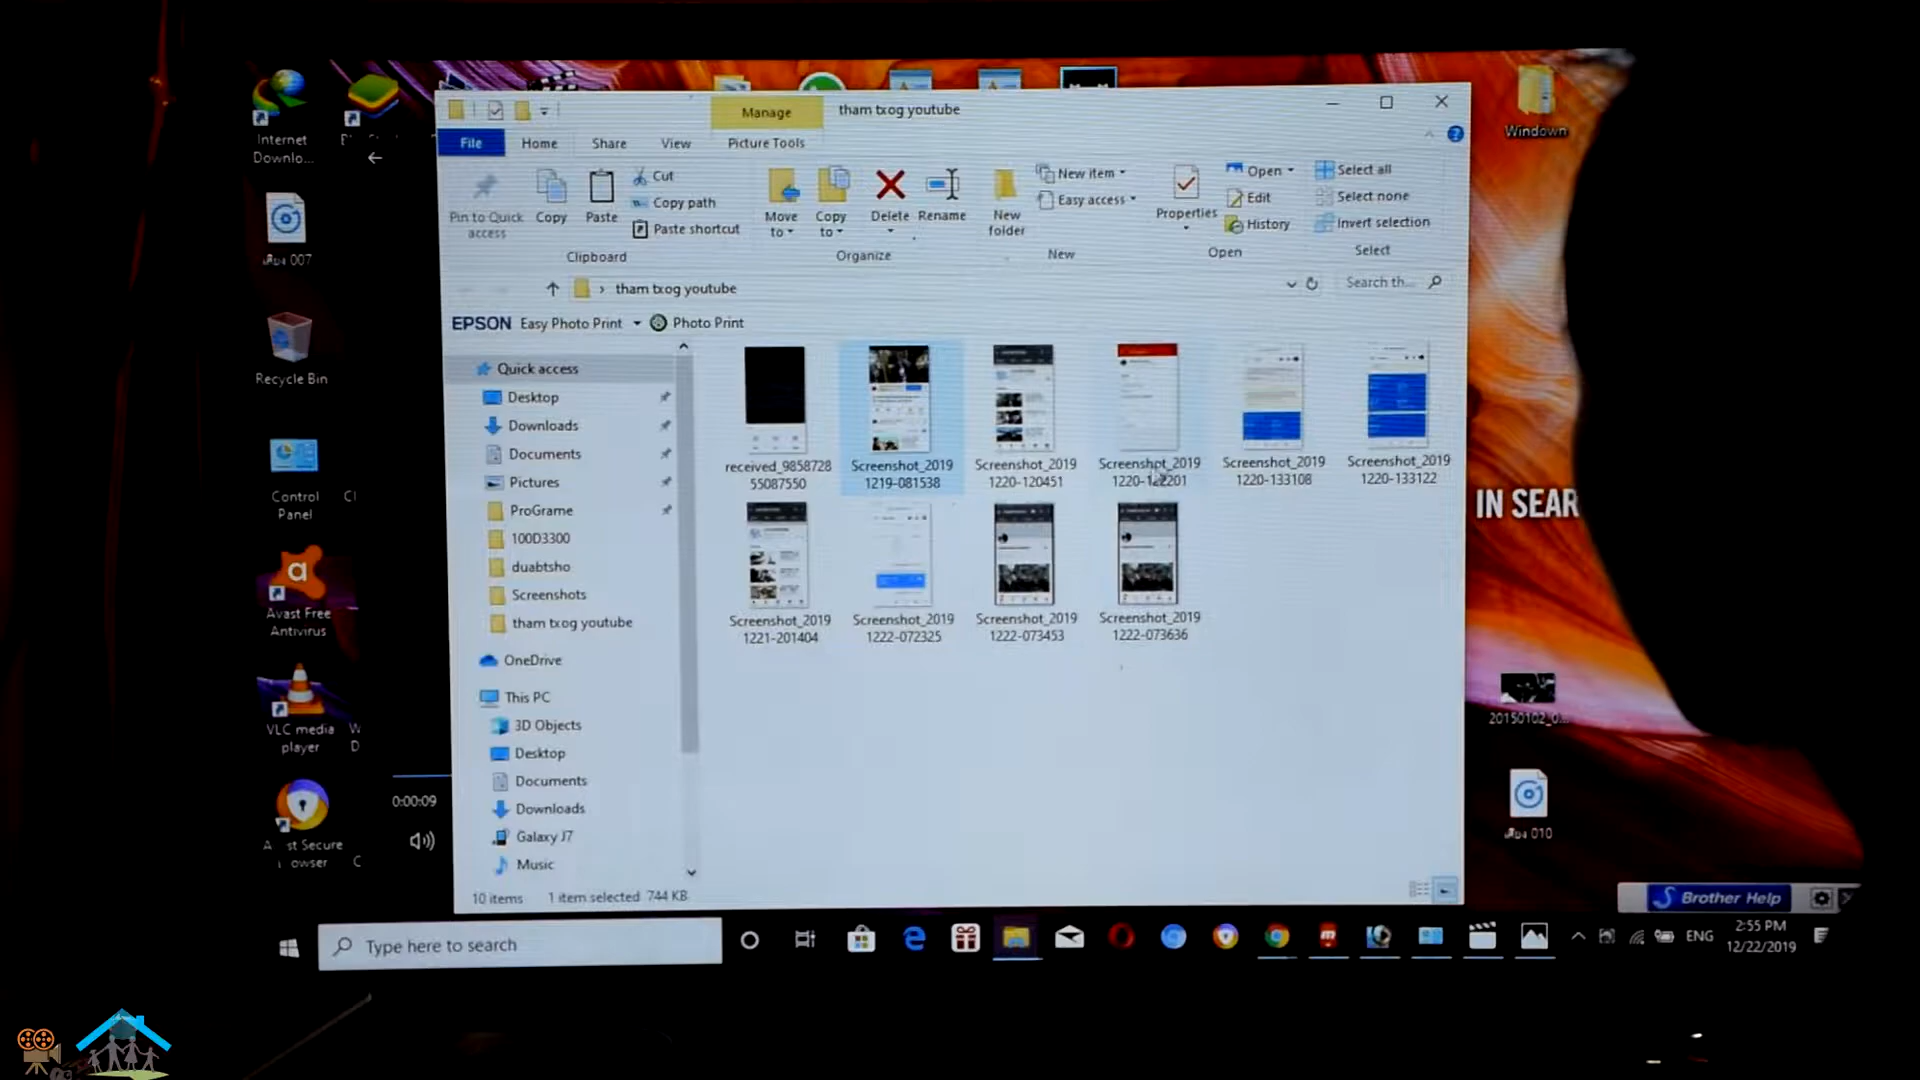 Manage
tham txog youtube
File
Home
Share
View
Picture Tools
Pin to Quick
access
Copy
Paste
Cut
Copy path
Paste shortcut
Clipboard
Move
to
Copy
to
Delete
Rename
Organize
New
folder
New item
Easy access
New
Properties
Open
Edit
History
Open
Select all
Select none
Invert selection
Select
tham txog youtube
Search th...
EPSON Easy Photo Print
Photo Print
Quick access
Desktop
Downloads
Documents
Pictures
ProGrame
100D3300
duabtsho
Screenshots
tham txog youtube
OneDrive
This PC
3D Objects
Desktop
Documents
Downloads
Galaxy J7
Music
received_9858728
55087550
Screenshot_2019
1219-081538
Screenshot_2019
1220-120451
Screenshot_2019
1220-122201
Screenshot_2019
1220-133108
Screenshot_2019
1220-133122
Screenshot_2019
1221-201404
Screenshot_2019
1222-072325
Screenshot_2019
1222-073453
Screenshot_2019
1222-073636
10 items
1 item selected 744 KB
Internet
Downlo...
007
Recycle Bin
Control
Panel
Avast Free
Antivirus
VLC media
player
Secure
0:00:09
Windown
IN SEAR
20150102_0...
010
Brother Help
Type here to search
ENG
2:55 PM
12/22/2019